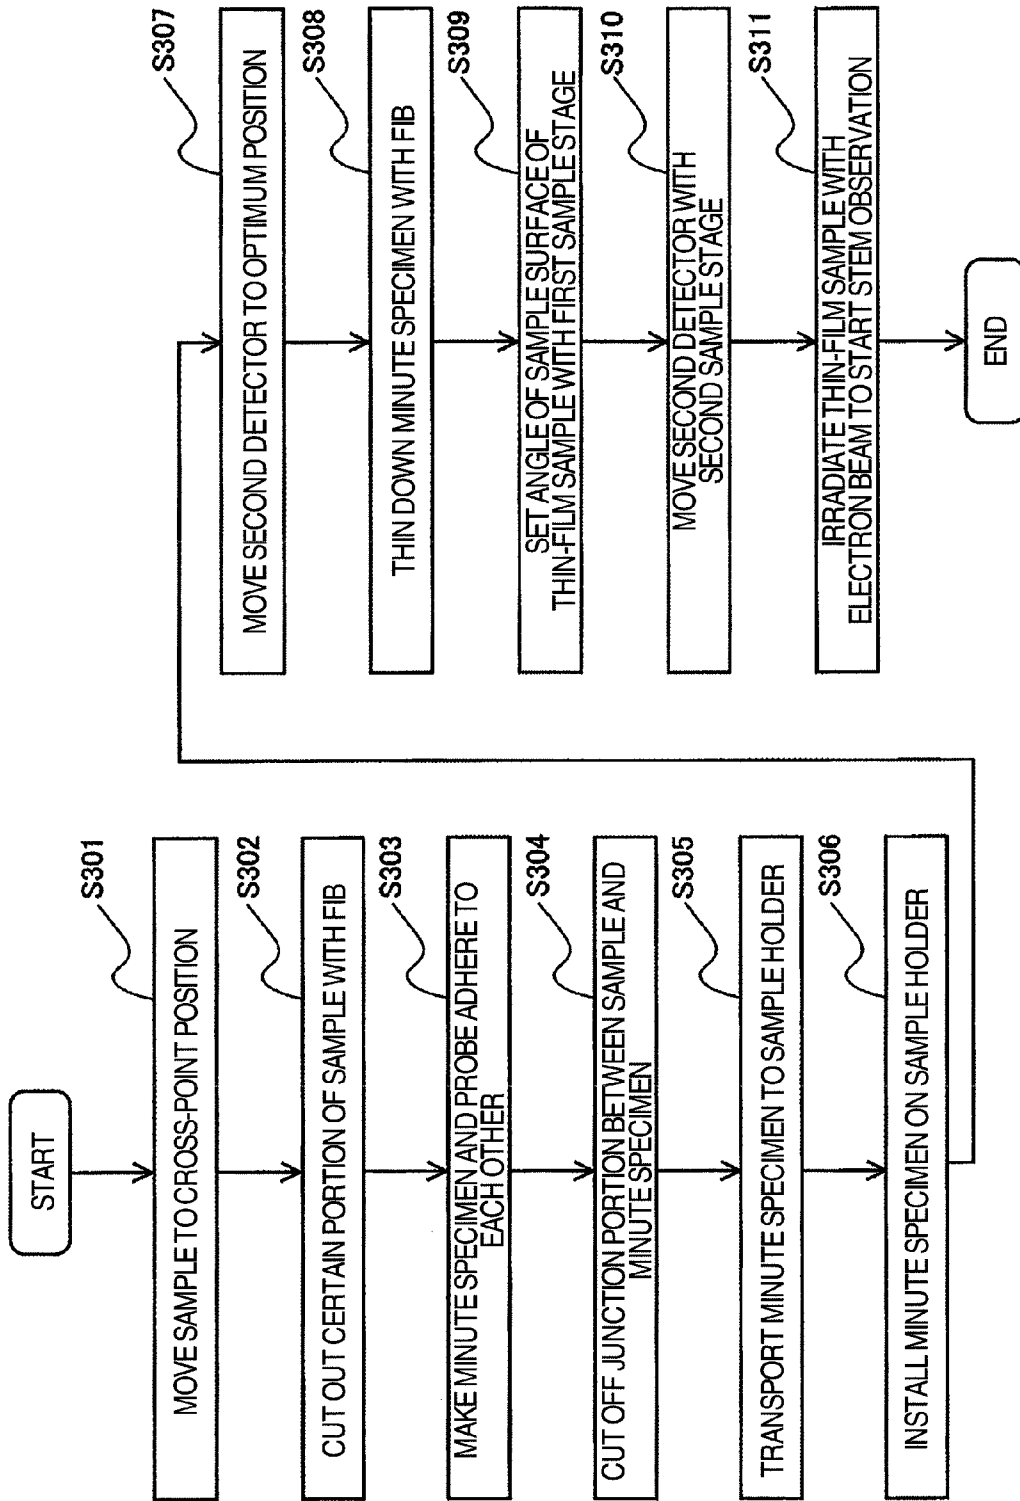 START
S301
MOVE SAMPLE TO CROSS-POINT POSITION
S302
CUT OUT CERTAIN PORTION OF SAMPLE WITH FIB
S303
MAKE MINUTE SPECIMEN AND PROBE ADHERE TO
EACH OTHER
S304
CUT OFF JUNCTION PORTION BETWEEN SAMPLE AND
MINUTE SPECIMEN
S305
TRANSPORT MINUTE SPECIMEN TO SAMPLE HOLDER
S306
INSTALL MINUTE SPECIMEN ON SAMPLE HOLDER
S307
MOVE SECOND DETECTOR TO OPTIMUM POSITION
S308
THIN DOWN MINUTE SPECIMEN WITH FIB
S309
SET ANGLE OF SAMPLE SURFACE OF
THIN-FILM SAMPLE WITH FIRST SAMPLE STAGE
S310
MOVE SECOND DETECTOR WITH
SECOND SAMPLE STAGE
S311
IRRADIATE THIN-FILM SAMPLE WITH
ELECTRON BEAM TO START STEM OBSERVATION
END